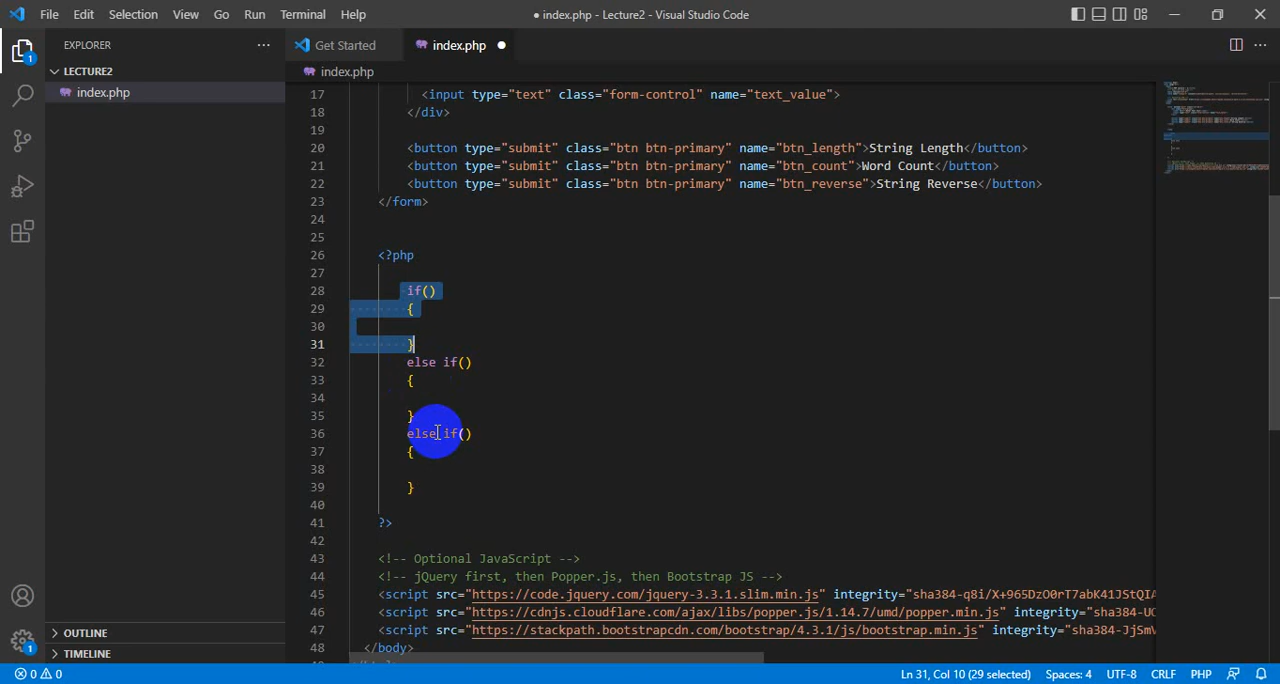 File Edit Selection View Go Run Terminal Help
● index.php - Lecture2 - Visual Studio Code
EXPLORER
Get Started
index.php
LECTURE2
index.php
index.php
17 <input type="text" class="form-control" name="text_value">
18 </div>
19
20 <button type="submit" class="btn btn-primary" name="btn_length">String Length</button>
21 <button type="submit" class="btn btn-primary" name="btn_count">Word Count</button>
22 <button type="submit" class="btn btn-primary" name="btn_reverse">String Reverse</button>
23 </form>
24
25
26 <?php
27
28 if()
29 {
30
31 }
32 else if()
33 {
34
35 }
36 else if()
37 {
38
39 }
40
41 ?>
42
43 <!-- Optional JavaScript -->
44 <!-- jQuery first, then Popper.js, then Bootstrap JS -->
45 <script src="https://code.jquery.com/jquery-3.3.1.slim.min.js" integrity="sha384-q8i/X+965DzO0rT7abK41JStQIA
46 <script src="https://cdnjs.cloudflare.com/ajax/libs/popper.js/1.14.7/umd/popper.min.js" integrity="sha384-UO
47 <script src="https://stackpath.bootstrapcdn.com/bootstrap/4.3.1/js/bootstrap.min.js" integrity="sha384-JjSmV
48 </body>
OUTLINE
TIMELINE
1
1
0 0
Ln 31, Col 10 (29 selected) Spaces: 4 UTF-8 CRLF PHP